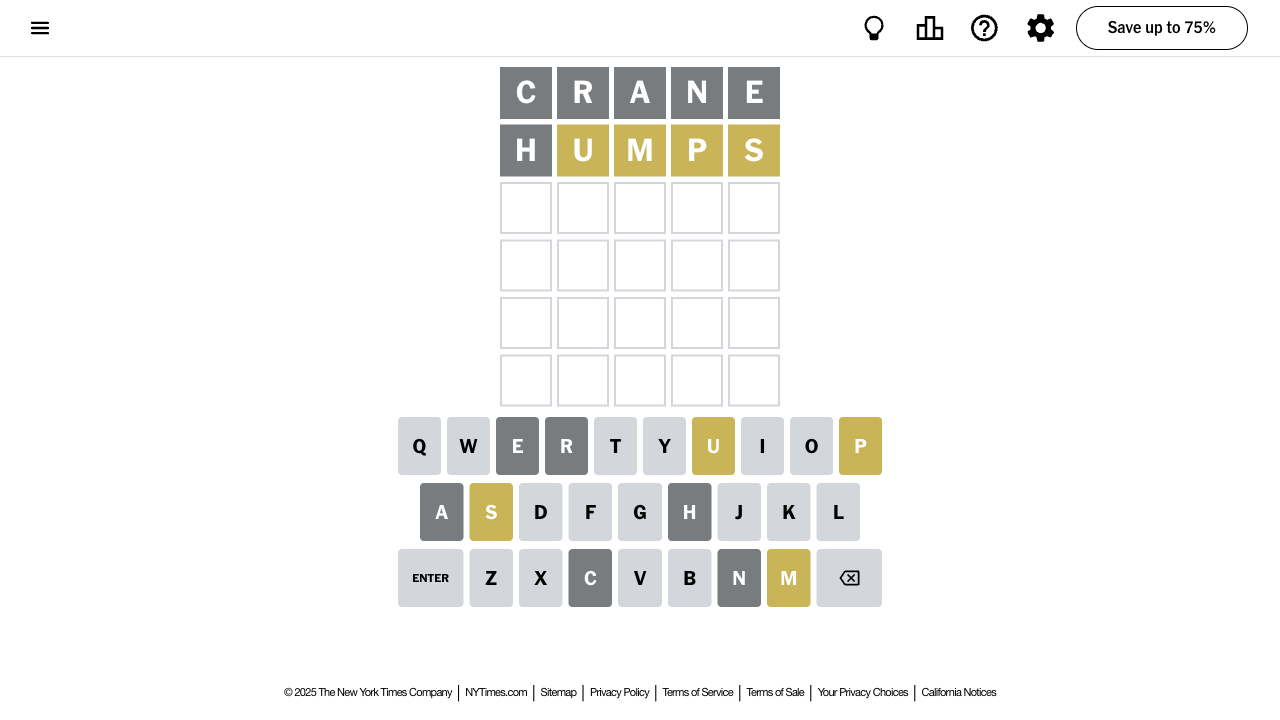 Save up to 75%
C R A N E
H U M P S
Q W E R T Y U I O P
A S D F G H J K L
ENTER Z X C V B N M
© 2025 The New York Times Company | NYTimes.com | Sitemap | Privacy Policy | Terms of Service | Terms of Sale | Your Privacy Choices | California Notices